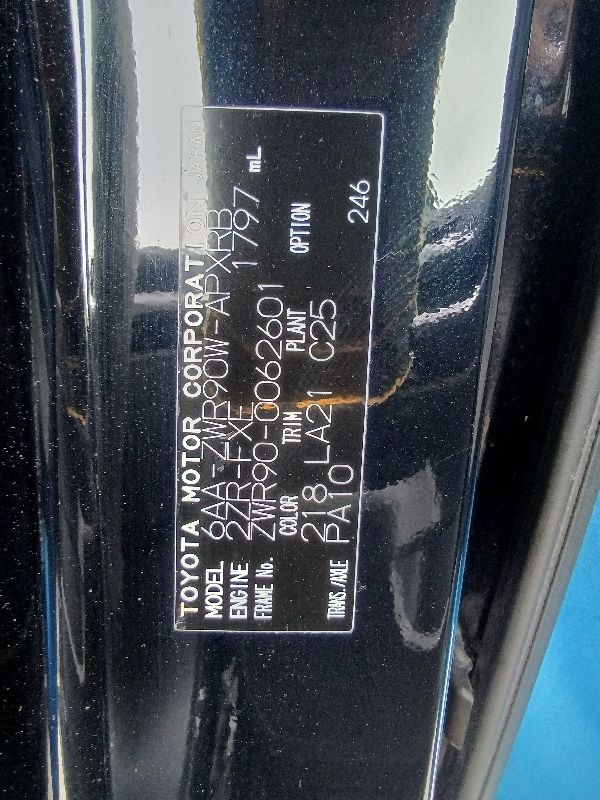 TOYOTA MOTOR CORPORATION JAPAN
MODEL 6AA-ZWR90W-APXRB
ENGINE 2ZR-FXE 1797 mL
FRAME No. ZWR90-0062601
COLOR TRIM PLANT OPTION
218 LA21 C25
TRANS./AXLE PA10 246